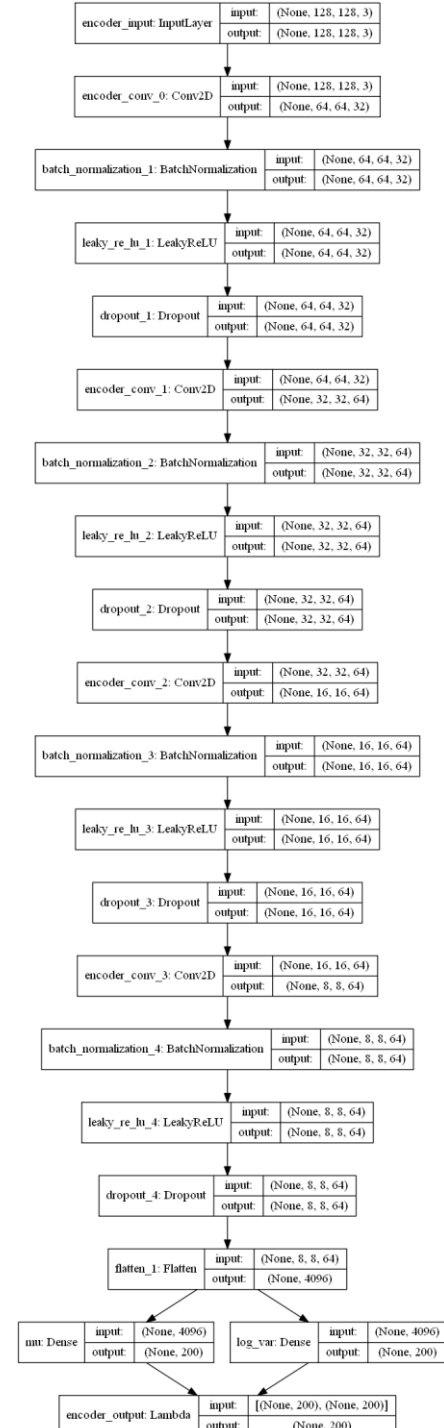 encoder_input: InputLayer input: (None, 128, 128, 3)
output: (None, 128, 128, 3)
encoder_conv_0: Conv2D input: (None, 128, 128, 3)
output: (None, 64, 64, 32)
batch_normalization_1: BatchNormalization input: (None, 64, 64, 32)
output: (None, 64, 64, 32)
leaky_re_lu_1: LeakyReLU input: (None, 64, 64, 32)
output: (None, 64, 64, 32)
dropout_1: Dropout input: (None, 64, 64, 32)
output: (None, 64, 64, 32)
encoder_conv_1: Conv2D input: (None, 64, 64, 32)
output: (None, 32, 32, 64)
batch_normalization_2: BatchNormalization input: (None, 32, 32, 64)
output: (None, 32, 32, 64)
leaky_re_lu_2: LeakyReLU input: (None, 32, 32, 64)
output: (None, 32, 32, 64)
dropout_2: Dropout input: (None, 32, 32, 64)
output: (None, 32, 32, 64)
encoder_conv_2: Conv2D input: (None, 32, 32, 64)
output: (None, 16, 16, 64)
batch_normalization_3: BatchNormalization input: (None, 16, 16, 64)
output: (None, 16, 16, 64)
leaky_re_lu_3: LeakyReLU input: (None, 16, 16, 64)
output: (None, 16, 16, 64)
dropout_3: Dropout input: (None, 16, 16, 64)
output: (None, 16, 16, 64)
encoder_conv_3: Conv2D input: (None, 16, 16, 64)
output: (None, 8, 8, 64)
batch_normalization_4: BatchNormalization input: (None, 8, 8, 64)
output: (None, 8, 8, 64)
leaky_re_lu_4: LeakyReLU input: (None, 8, 8, 64)
output: (None, 8, 8, 64)
dropout_4: Dropout input: (None, 8, 8, 64)
output: (None, 8, 8, 64)
flatten_1: Flatten input: (None, 8, 8, 64)
output: (None, 4096)
mu: Dense input: (None, 4096)
output: (None, 200)
log_var: Dense input: (None, 4096)
output: (None, 200)
encoder_output: Lambda input: [(None, 200), (None, 200)]
output: (None, 200)